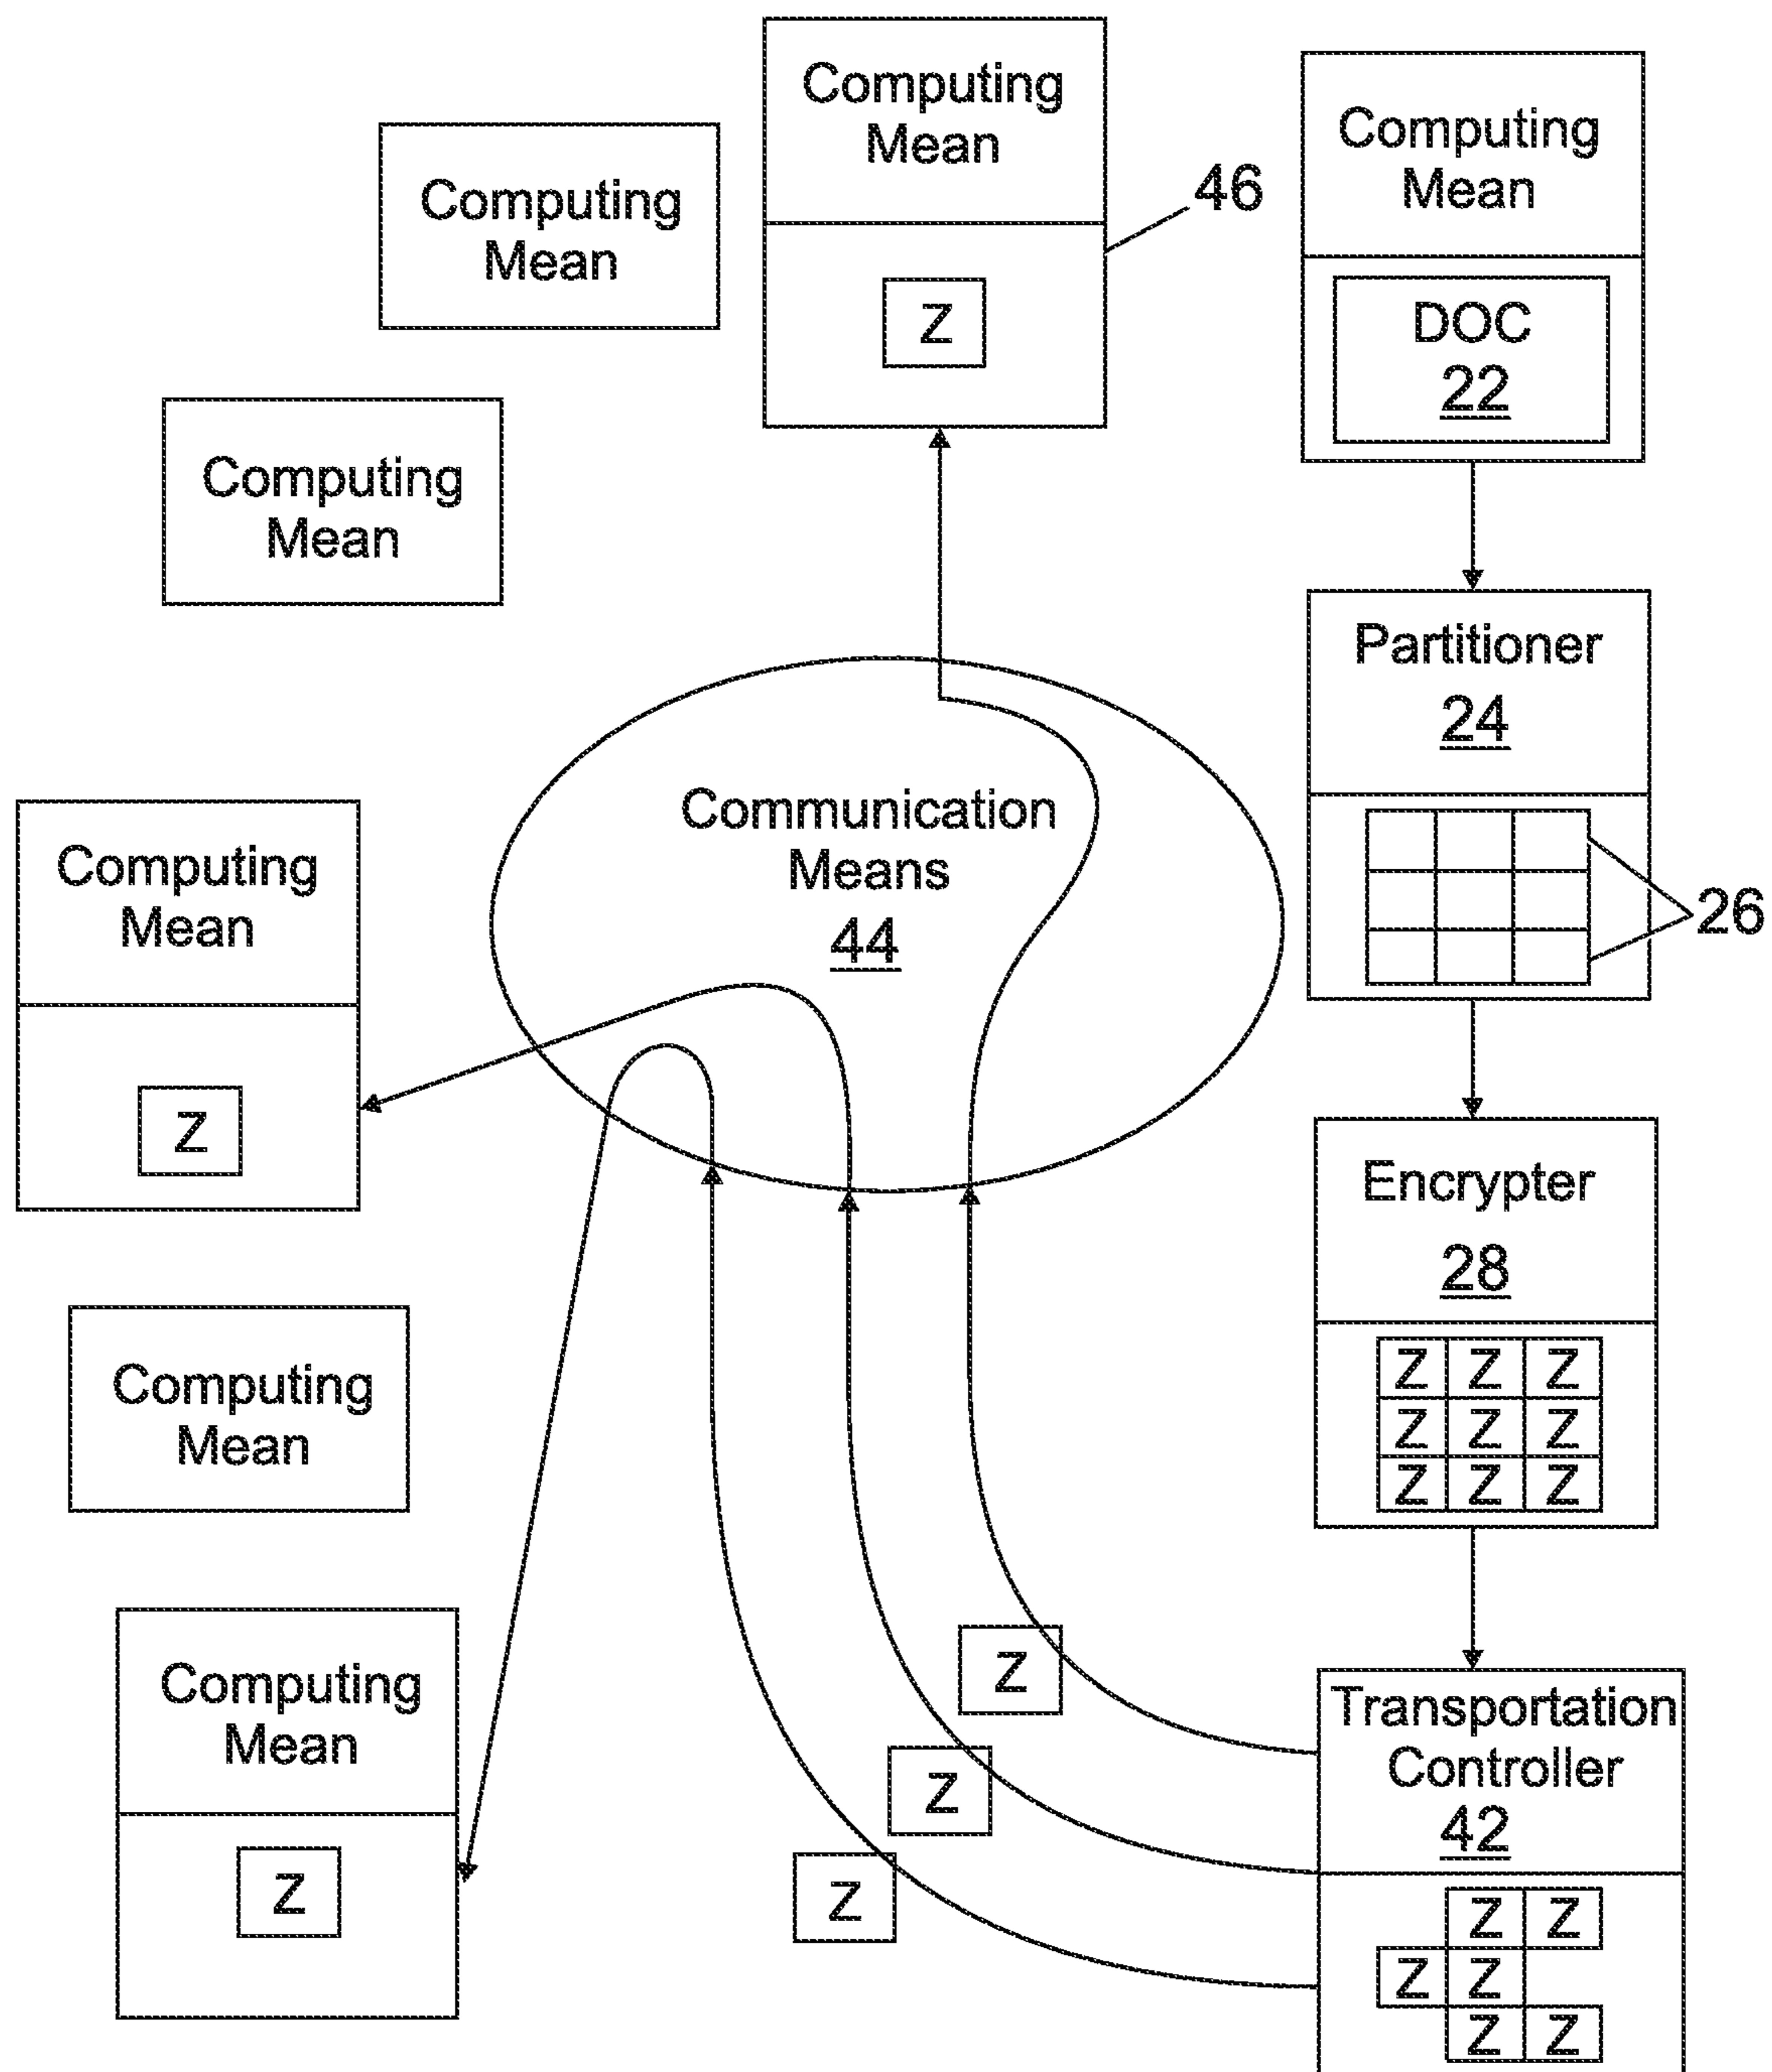 Computing
Mean
Z
46
Computing
Mean
DOC
22
Computing
Mean
Computing
Mean
Partitioner
24
26
Communication
Means
44
Computing
Mean
Z
Encrypter
28
Z Z Z
Z Z Z
Z Z Z
Computing
Mean
Computing
Mean
Z
Z
Z
Z
Transportation
Controller
42
Z Z
Z Z
Z Z